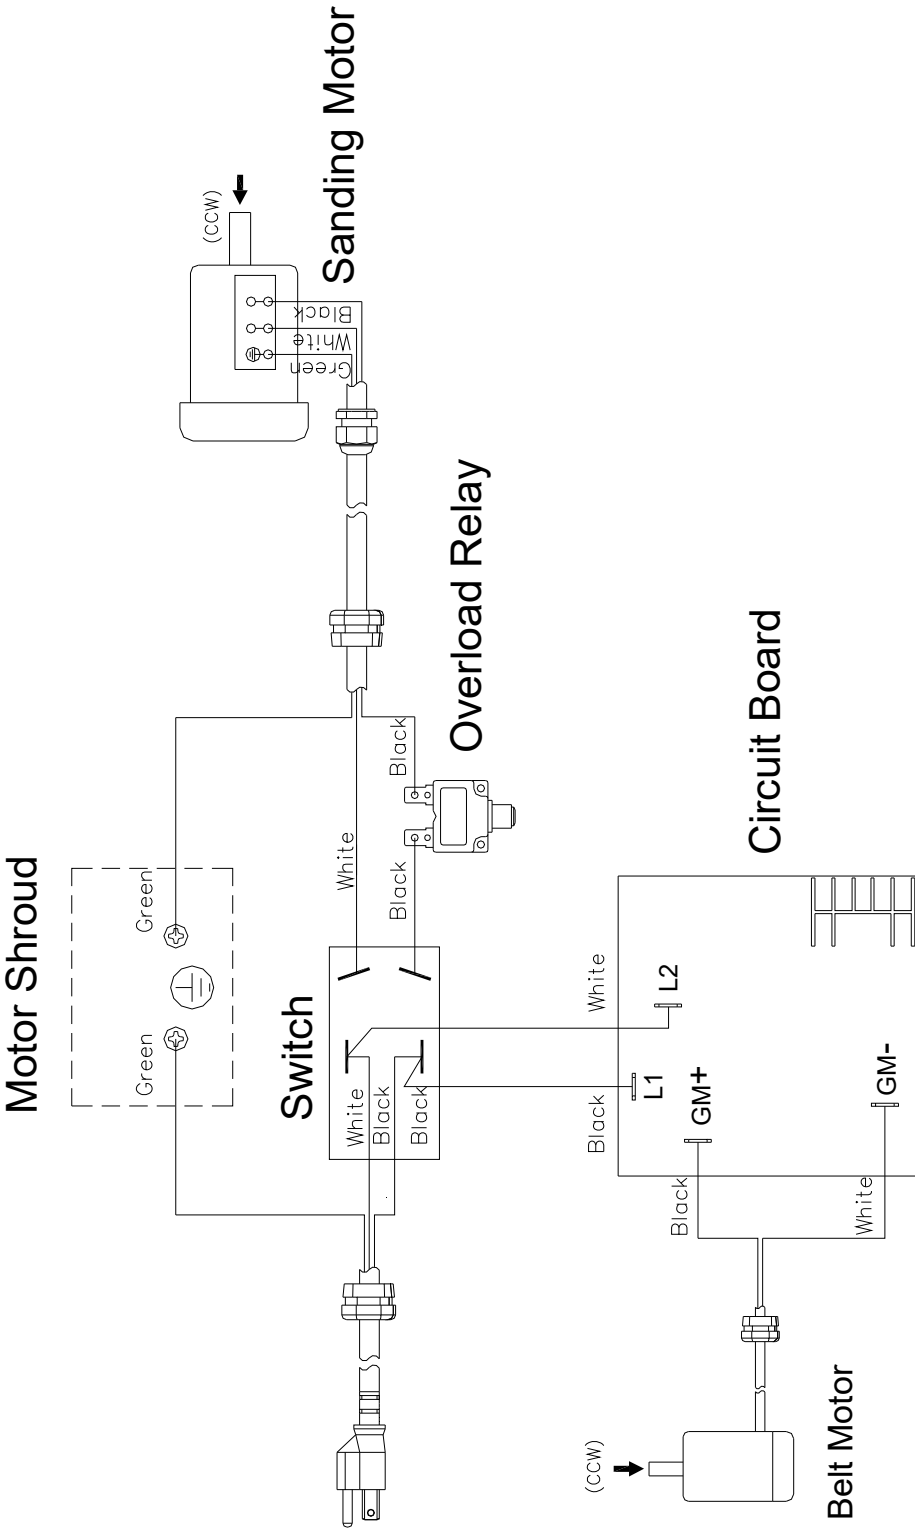 Motor Shroud
Green
Green
Switch
White
Black
Black
White
Black
Black
Overload Relay
Sanding Motor
(CCW)
Green
White
Black
Circuit Board
Black
White
L1
L2
GM+
GM-
Black
White
Belt Motor
(CCW)